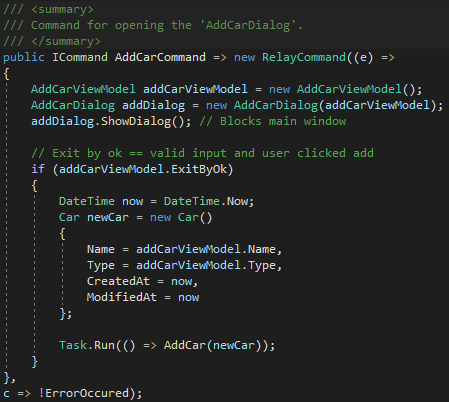 /// <summary>
/// Command for opening the 'AddCarDialog'.
/// </summary>
public ICommand AddCarCommand => new RelayCommand((e) =>
{
    AddCarViewModel addCarViewModel = new AddCarViewModel();
    AddCarDialog addDialog = new AddCarDialog(addCarViewModel);
    addDialog.ShowDialog(); // Blocks main window

    // Exit by ok == valid input and user clicked add
    if (addCarViewModel.ExitByOk)
    {
        DateTime now = DateTime.Now;
        Car newCar = new Car()
        {
            Name = addCarViewModel.Name,
            Type = addCarViewModel.Type,
            CreatedAt = now,
            ModifiedAt = now
        };

        Task.Run(() => AddCar(newCar));
    }
},
c => !ErrorOccured);